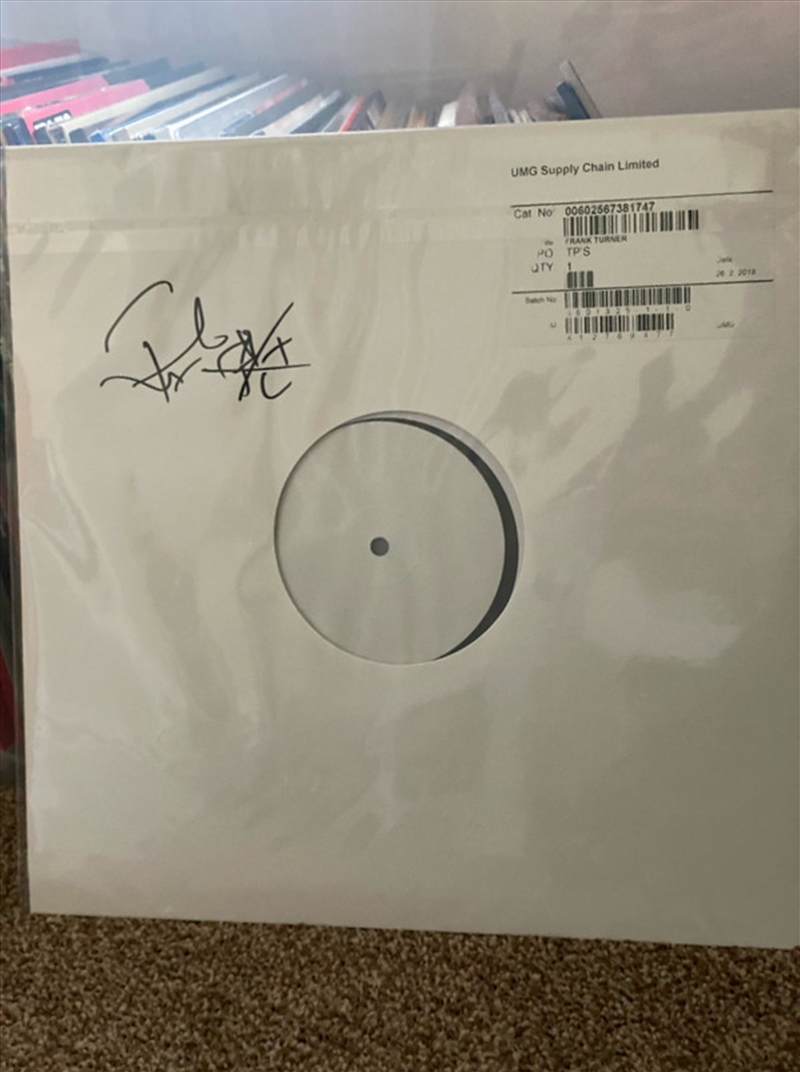 UMG Supply Chain Limited
Cat No 00602567381747
Title FRANK TURNER
PO TP'S
QTY 1
Date
26 2 2018
Batch No